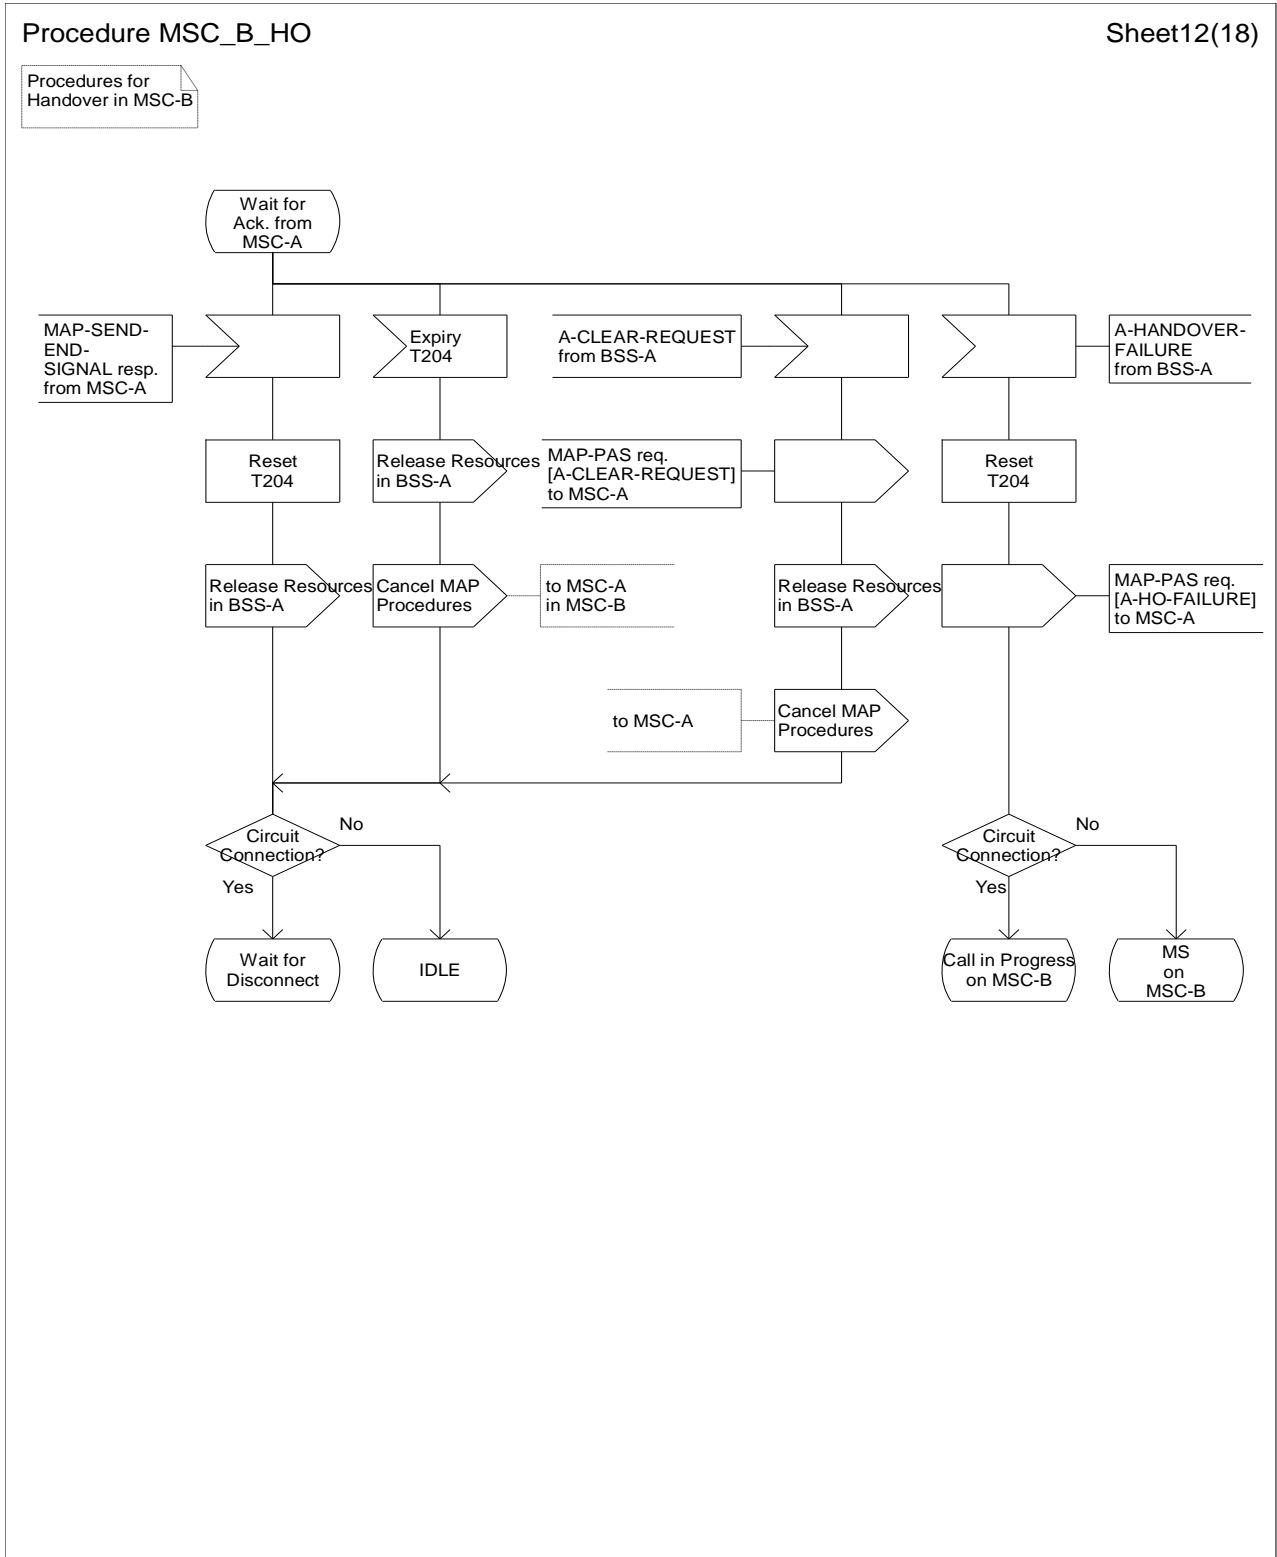 Procedure MSC_B_HO
Sheet12(18)
Procedures for
Handover in MSC-B
Wait for
Ack. from
MSC-A
MAP-SEND-
END-
SIGNAL resp.
from MSC-A
Expiry
T204
A-CLEAR-REQUEST
from BSS-A
A-HANDOVER-
FAILURE
from BSS-A
Reset
T204
Release Resources
in BSS-A
MAP-PAS req.
[A-CLEAR-REQUEST]
to MSC-A
Reset
T204
Release Resources
in BSS-A
Cancel MAP
Procedures
to MSC-A
in MSC-B
Release Resources
in BSS-A
MAP-PAS req.
[A-HO-FAILURE]
to MSC-A
to MSC-A
Cancel MAP
Procedures
Circuit
Connection?
No
Yes
Circuit
Connection?
No
Yes
Wait for
Disconnect
IDLE
Call in Progress
on MSC-B
MS
on
MSC-B